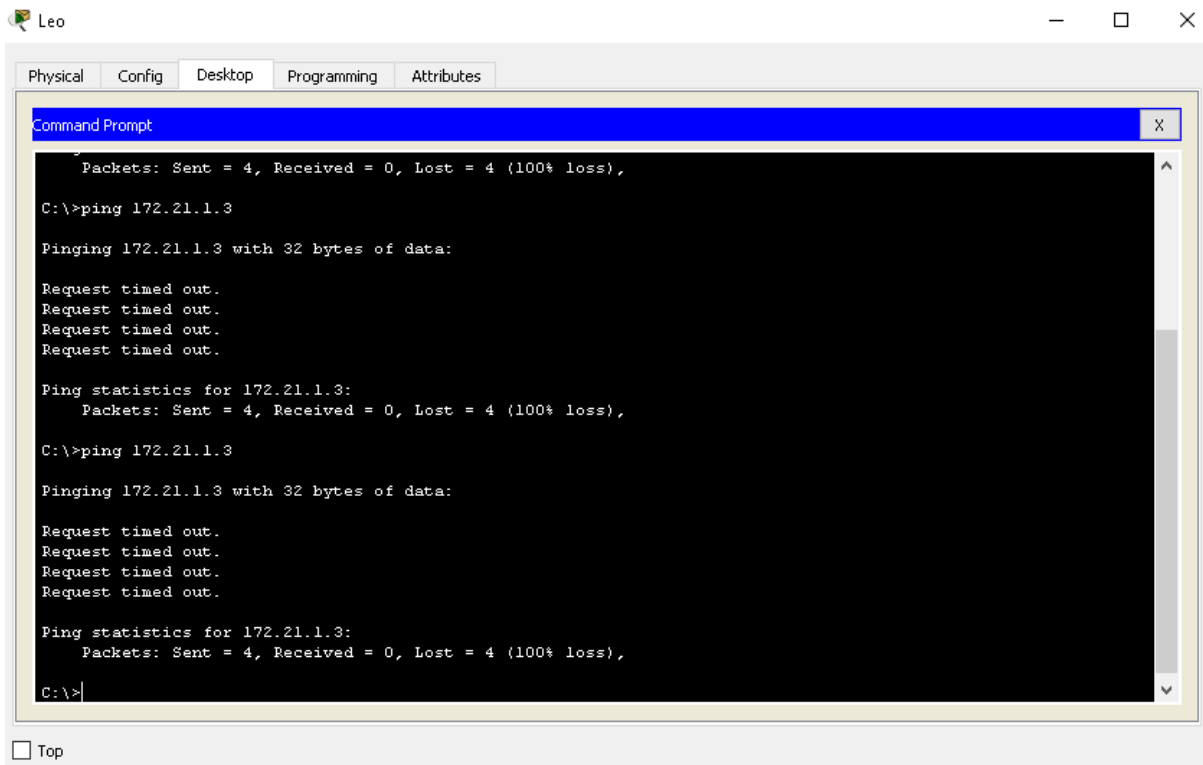 Leo
Physical Config Desktop Programming Attributes
Command Prompt X
Packets: Sent = 4, Received = 0, Lost = 4 (100% loss),
C:\>ping 172.21.1.3
Pinging 172.21.1.3 with 32 bytes of data:
Request timed out.
Request timed out.
Request timed out.
Request timed out.
Ping statistics for 172.21.1.3:
Packets: Sent = 4, Received = 0, Lost = 4 (100% loss),
C:\>ping 172.21.1.3
Pinging 172.21.1.3 with 32 bytes of data:
Request timed out.
Request timed out.
Request timed out.
Request timed out.
Ping statistics for 172.21.1.3:
Packets: Sent = 4, Received = 0, Lost = 4 (100% loss),
C:\>
Top